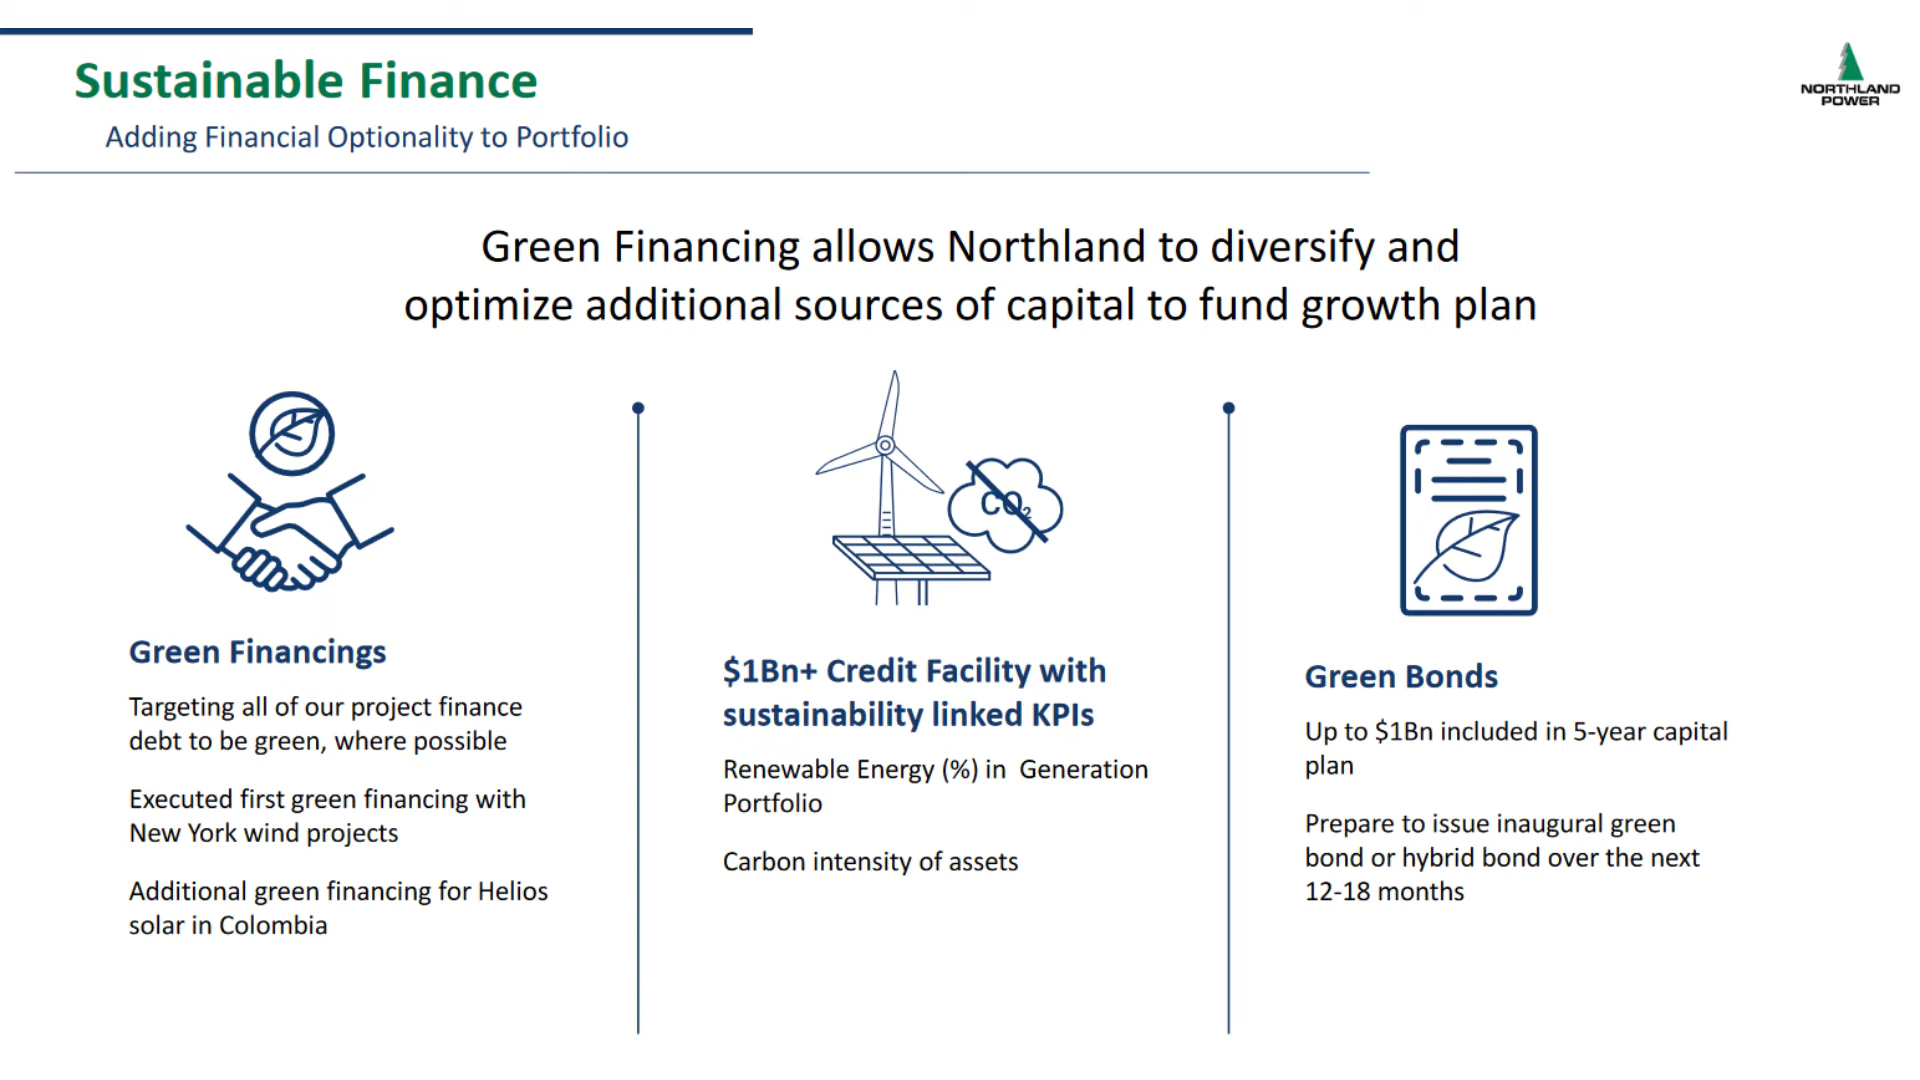 Sustainable Finance
Adding Financial Optionality to Portfolio
NORTHLAND
POWER
Green Financing allows Northland to diversify and
optimize additional sources of capital to fund growth plan
CO2
Green Financings
Targeting all of our project finance
debt to be green, where possible
Executed first green financing with
New York wind projects
Additional green financing for Helios
solar in Colombia
$1Bn+ Credit Facility with
sustainability linked KPIs
Renewable Energy (%) in  Generation
Portfolio
Carbon intensity of assets
Green Bonds
Up to $1Bn included in 5-year capital
plan
Prepare to issue inaugural green
bond or hybrid bond over the next
12-18 months